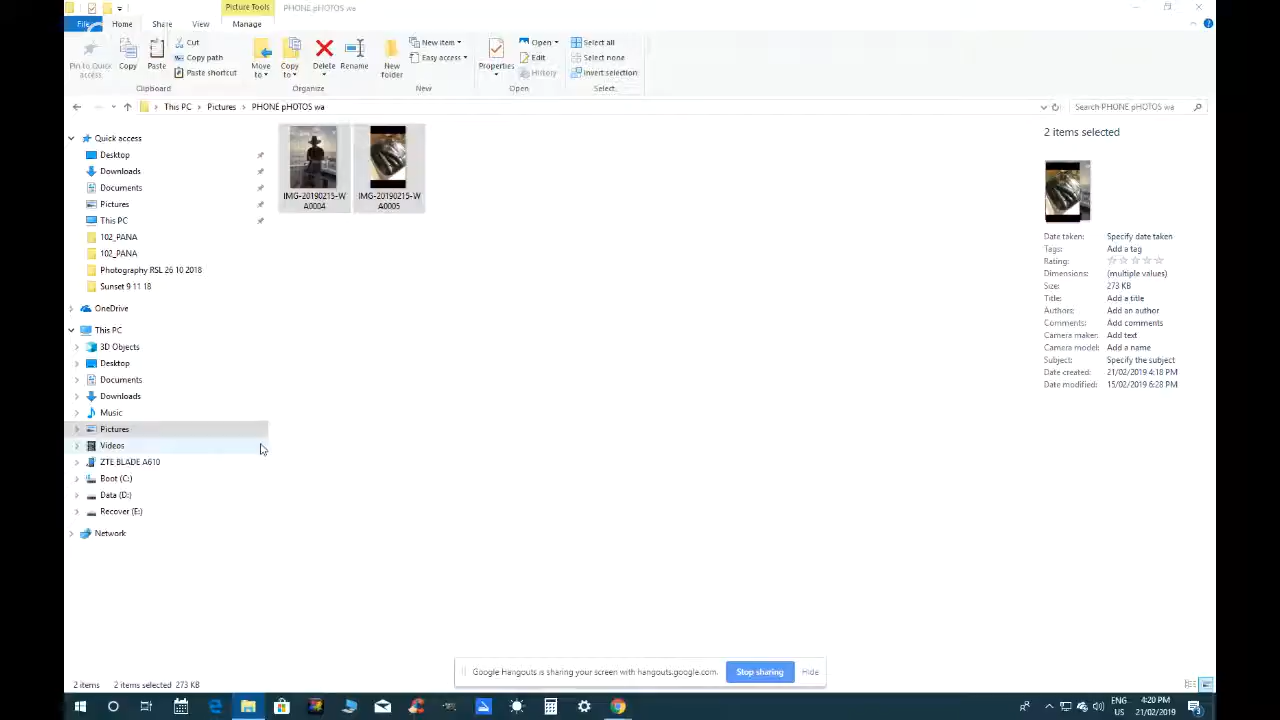 Picture Tools
PHONE pHOTOS wa
File
Home
Share
View
Manage
Pin to Quick access
Copy
Paste
Cut
Copy path
Paste shortcut
Clipboard
Move to
Copy to
Delete
Rename
Organize
New folder
New item
Easy access
New
Properties
Open
Edit
History
Open
Select all
Select none
Invert selection
Select
This PC > Pictures > PHONE pHOTOS wa
Search PHONE pHOTOS wa
Quick access
Desktop
Downloads
Documents
Pictures
This PC
102_PANA
102_PANA
Photography RSL 26 10 2018
Sunset 9 11 18
OneDrive
This PC
3D Objects
Desktop
Documents
Downloads
Music
Pictures
Videos
ZTE BLADE A610
Boot (C:)
Data (D:)
Recover (E:)
Network
IMG-20190215-W
A0004
IMG-20190215-W
A0005
2 items selected
Date taken: Specify date taken
Tags: Add a tag
Rating:
Dimensions: (multiple values)
Size: 273 KB
Title: Add a title
Authors: Add an author
Comments: Add comments
Camera maker: Add text
Camera model: Add a name
Subject: Specify the subject
Date created: 21/02/2019 4:18 PM
Date modified: 15/02/2019 6:28 PM
Google Hangouts is sharing your screen with hangouts.google.com.
Stop sharing
Hide
2 items
2 items selected 273 KB
ENG
US
4:20 PM
21/02/2019